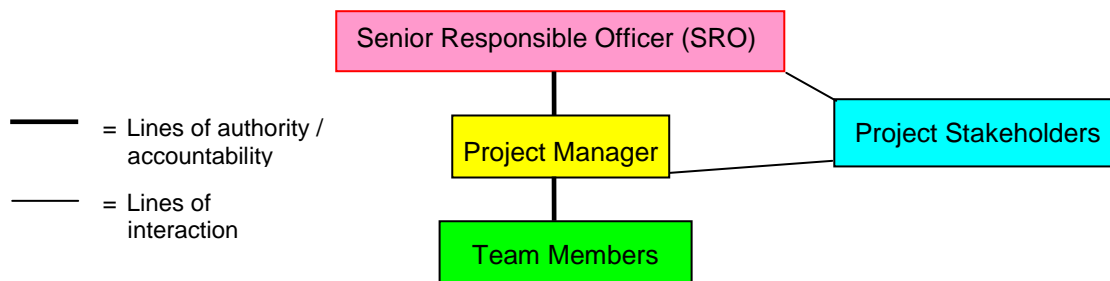 Senior Responsible Officer (SRO)
= Lines of authority /
accountability
Project Stakeholders
Project Manager
= Lines of
interaction
Team Members